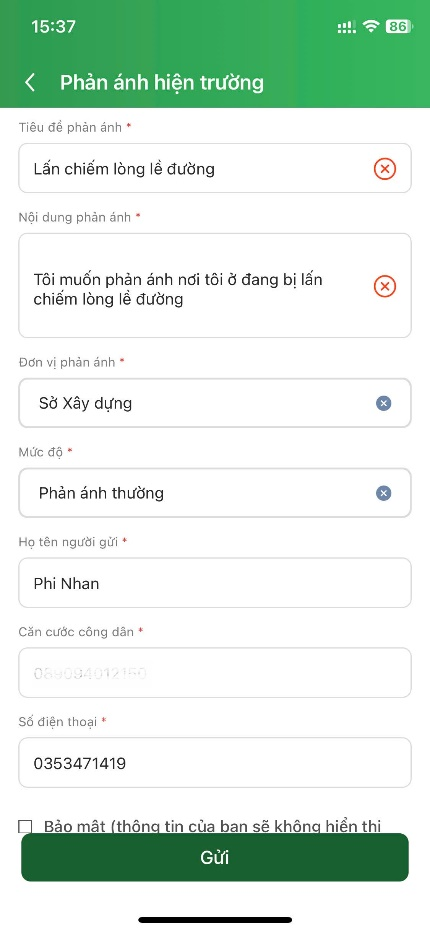 15:37
86
Phản ánh hiện trường
Tiêu đề phản ánh *
Lấn chiếm lòng lề đường
Nội dung phản ánh *
Tôi muốn phản ánh nơi tôi ở đang bị lấn
chiếm lòng lề đường
Đơn vị phản ánh *
Sở Xây dựng
Mức độ *
Phản ánh thường
Họ tên người gửi *
Phi Nhan
Căn cước công dân *
Số điện thoại *
0353471419
Bảo mật (thông tin của bạn sẽ không hiển thị
Gửi